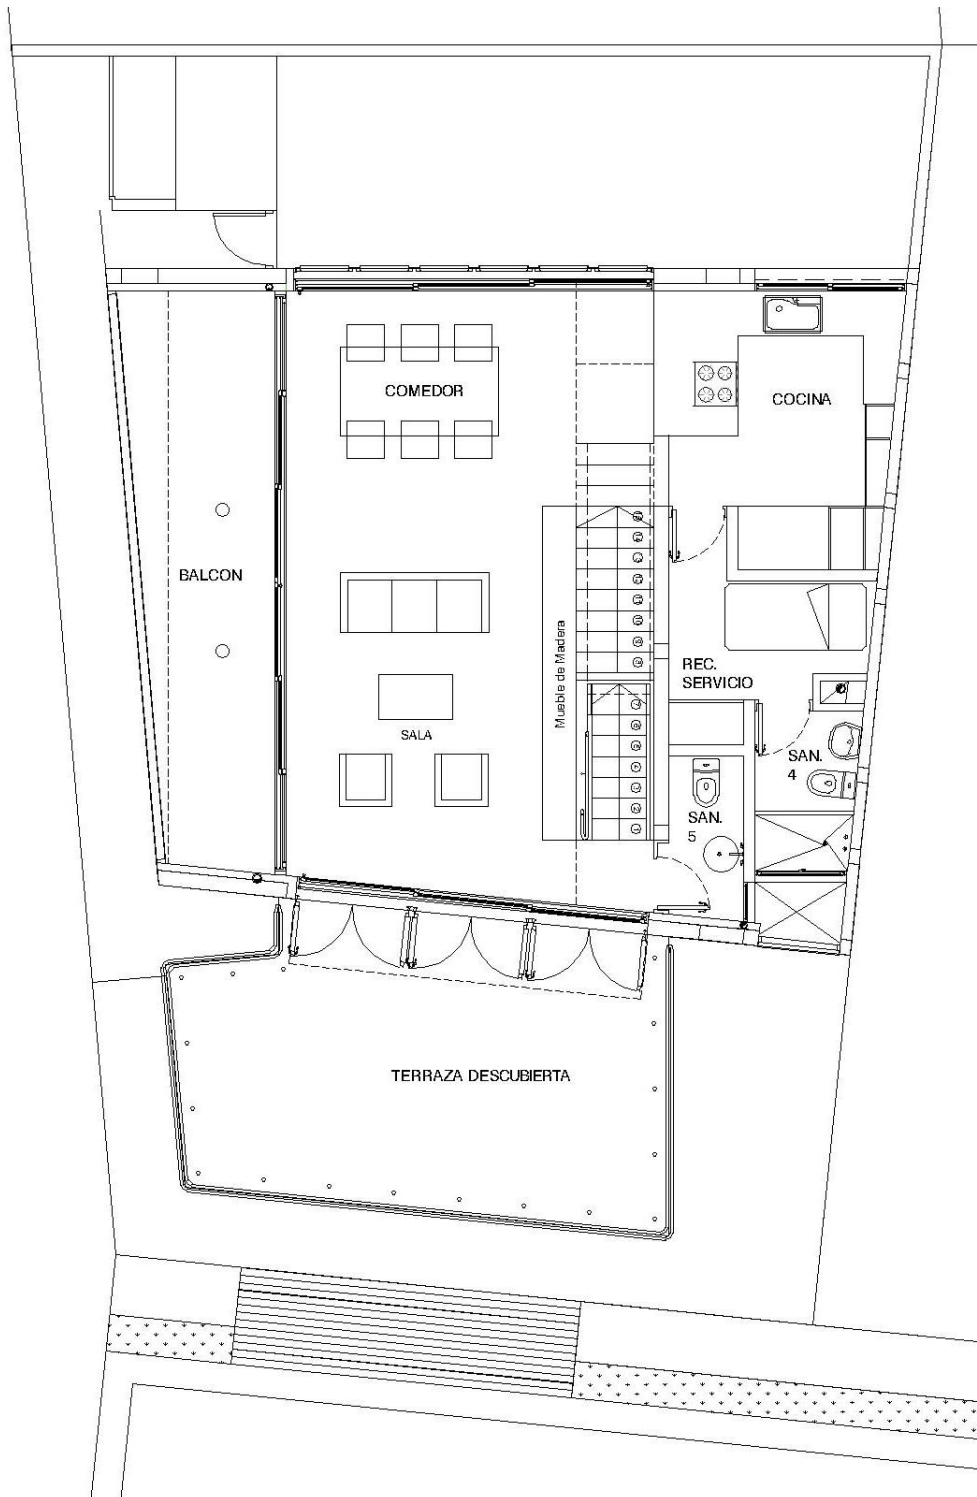 COMEDOR
COCINA
BALCON
Mueble de Madera
REC.
SERVICIO
SALA
SAN.
4
SAN.
5
TERRAZA DESCUBIERTA